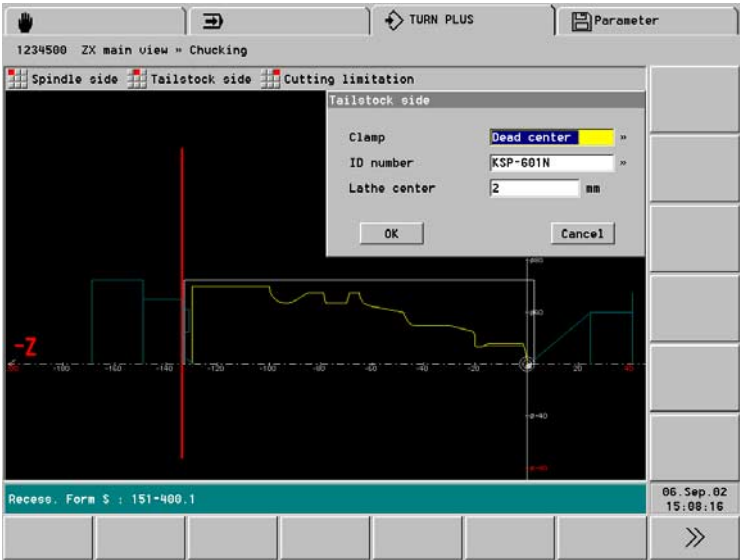 TURN PLUS
Parameter
1234500 ZX main view » Chucking
Spindle side Tailstock side Cutting limitation
Tailstock side
Clamp Dead center »
ID number KSP-601N »
Lathe center 2 mm
OK Cancel
ø60
-Z
-160 -140 -120 -100 -80 -60 -40 -20 20 40
ø-40
Recess. Form S : 151-400.1
06.Sep.02
15:08:16